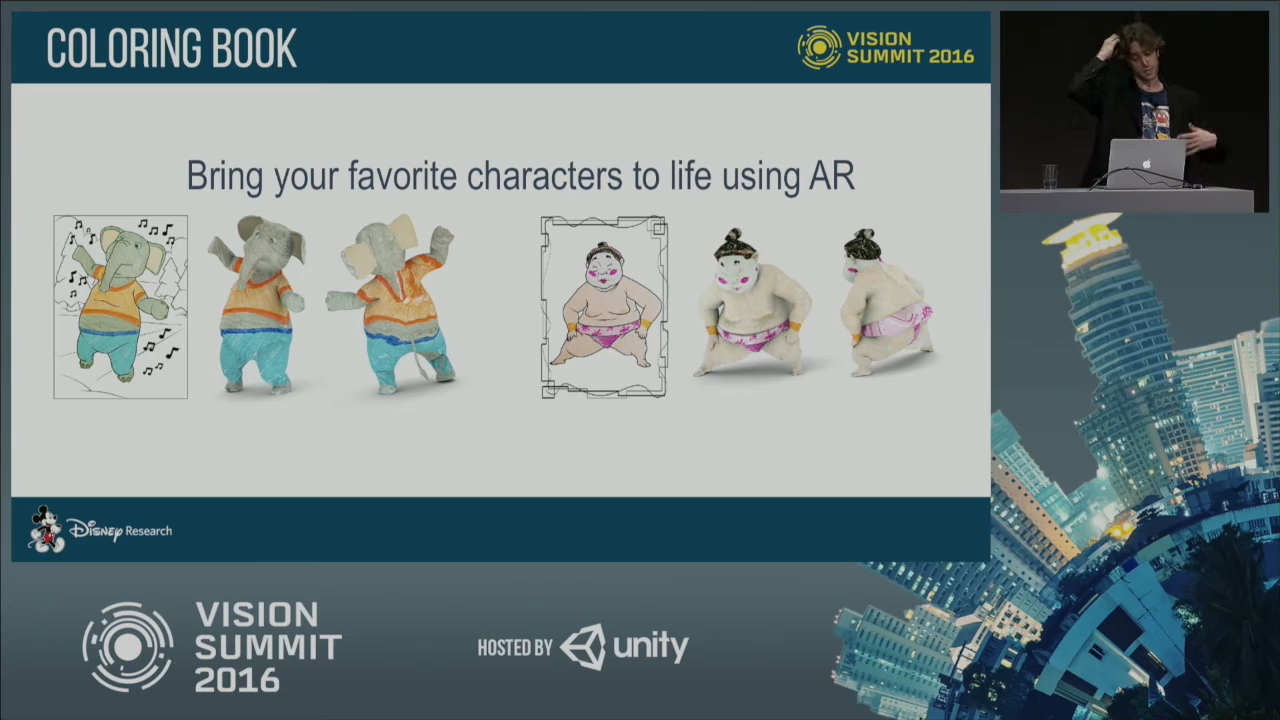 COLORING BOOK
VISION
SUMMIT 2016
Bring your favorite characters to life using AR
Disney Research
VISION
SUMMIT
2016
HOSTED BY unity